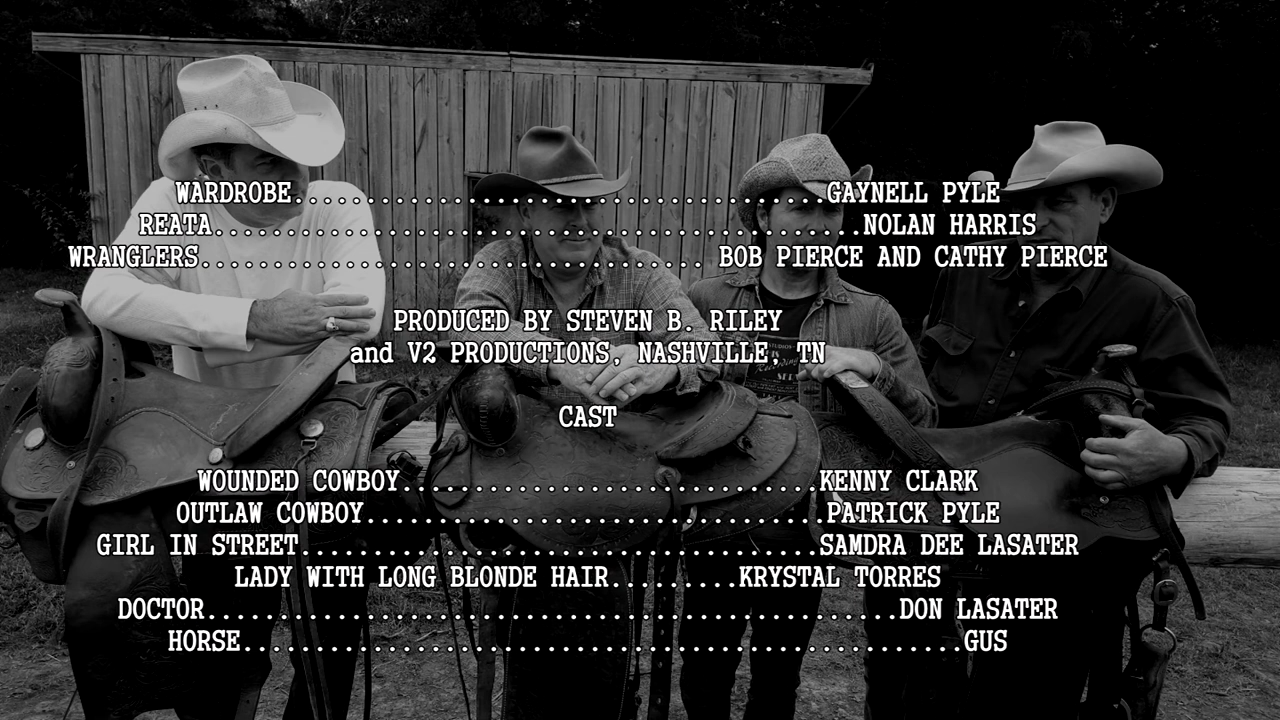 WARDROBE.....................................GAYNELL PYLE
REATA.............................................NOLAN HARRIS
WRANGLERS................................... BOB PIERCE AND CATHY PIERCE
PRODUCED BY STEVEN B. RILEY
and V2 PRODUCTIONS, NASHVILLE, TN
CAST
WOUNDED COWBOY.............................KENNY CLARK
OUTLAW COWBOY................................PATRICK PYLE
GIRL IN STREET....................................SAMDRA DEE LASATER
LADY WITH LONG BLONDE HAIR.........KRYSTAL TORRES
DOCTOR................................................DON LASATER
HORSE..................................................GUS